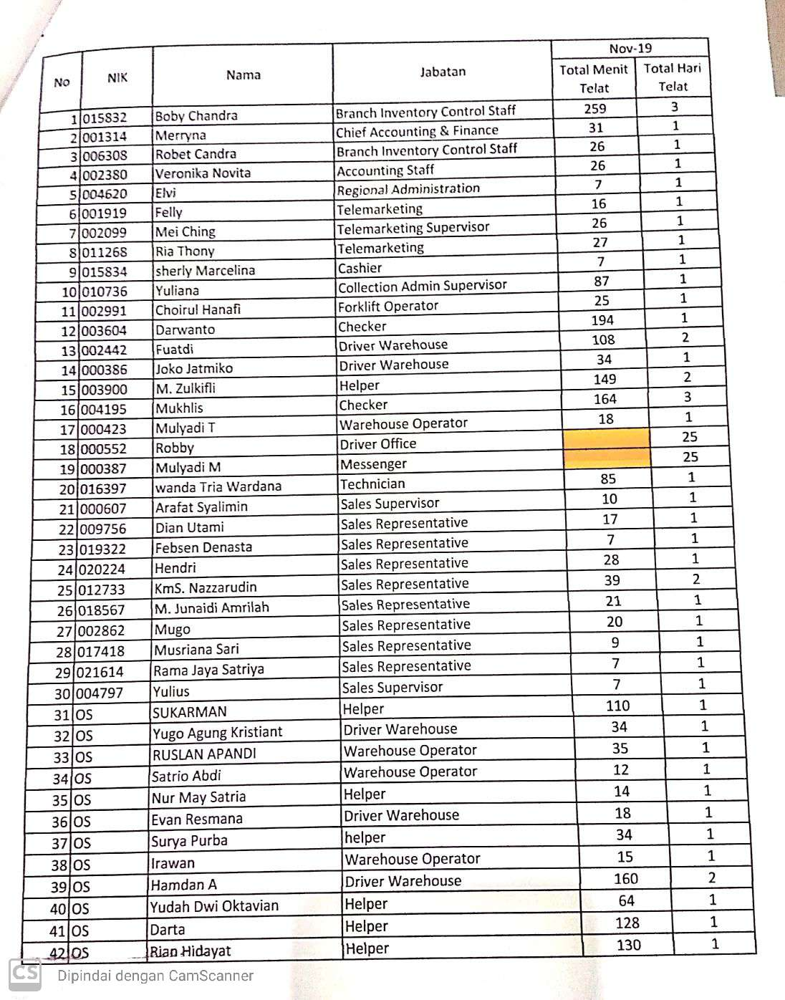 Nov-19
No NIK Nama Jabatan Total Menit Telat Total Hari Telat
1 015832 Boby Chandra Branch Inventory Control Staff 259 3
2 001314 Merryna Chief Accounting & Finance 31 1
3 006308 Robet Candra Branch Inventory Control Staff 26 1
4 002380 Veronika Novita Accounting Staff 26 1
5 004620 Elvi Regional Administration 7 1
6 001919 Felly Telemarketing 16 1
7 002099 Mei Ching Telemarketing Supervisor 26 1
8 011268 Ria Thony Telemarketing 27 1
9 015834 sherly Marcelina Cashier 7 1
10 010736 Yuliana Collection Admin Supervisor 87 1
11 002991 Choirul Hanafi Forklift Operator 25 1
12 003604 Darwanto Checker 194 1
13 002442 Fuatdi Driver Warehouse 108 2
14 000386 Joko Jatmiko Driver Warehouse 34 1
15 003900 M. Zulkifli Helper 149 2
16 004195 Mukhlis Checker 164 3
17 000423 Mulyadi T Warehouse Operator 18 1
18 000552 Robby Driver Office 25
19 000387 Mulyadi M Messenger 25
20 016397 wanda Tria Wardana Technician 85 1
21 000607 Arafat Syalimin Sales Supervisor 10 1
22 009756 Dian Utami Sales Representative 17 1
23 019322 Febsen Denasta Sales Representative 7 1
24 020224 Hendri Sales Representative 28 1
25 012733 KmS. Nazzarudin Sales Representative 39 2
26 018567 M. Junaidi Amrilah Sales Representative 21 1
27 002862 Mugo Sales Representative 20 1
28 017418 Musriana Sari Sales Representative 9 1
29 021614 Rama Jaya Satriya Sales Representative 7 1
30 004797 Yulius Sales Supervisor 7 1
31 OS SUKARMAN Helper 110 1
32 OS Yugo Agung Kristiant Driver Warehouse 34 1
33 OS RUSLAN APANDI Warehouse Operator 35 1
34 OS Satrio Abdi Warehouse Operator 12 1
35 OS Nur May Satria Helper 14 1
36 OS Evan Resmana Driver Warehouse 18 1
37 OS Surya Purba helper 34 1
38 OS Irawan Warehouse Operator 15 1
39 OS Hamdan A Driver Warehouse 160 2
40 OS Yudah Dwi Oktavian Helper 64 1
41 OS Darta Helper 128 1
42 OS Rian Hidayat Helper 130 1
CS Dipindai dengan CamScanner